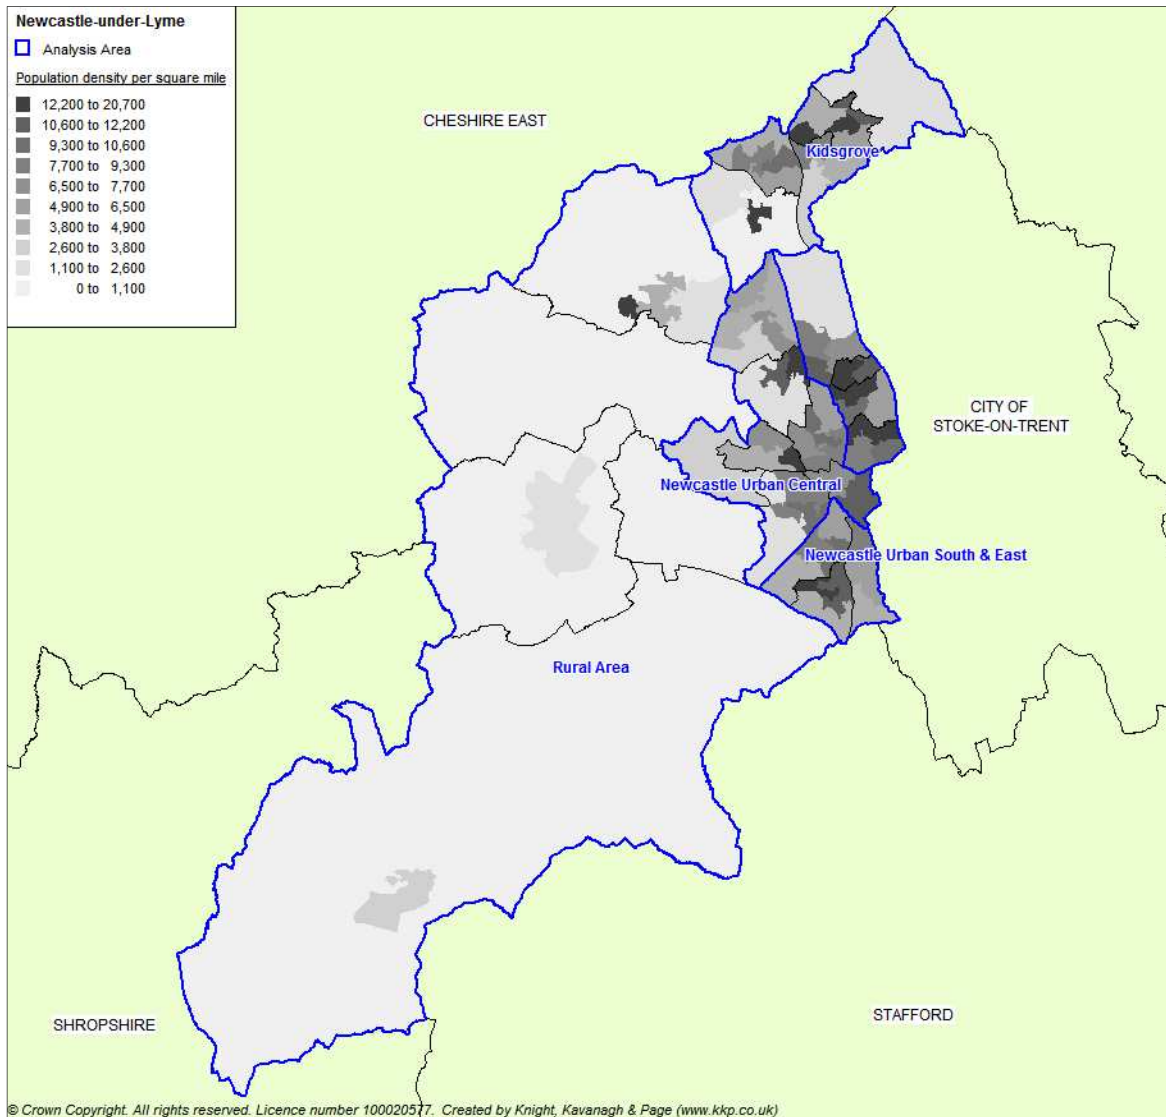 Newcastle-under-Lyme
Analysis Area
Population density per square mile
12,200 to 20,700
10,600 to 12,200
9,300 to 10,600
7,700 to 9,300
6,500 to 7,700
4,900 to 6,500
3,800 to 4,900
2,600 to 3,800
1,100 to 2,600
0 to 1,100
CHESHIRE EAST
Kidsgrove
CITY OF
STOKE-ON-TRENT
Newcastle Urban Central
Newcastle Urban South & East
Rural Area
SHROPSHIRE
STAFFORD
© Crown Copyright. All rights reserved. Licence number 100020577. Created by Knight, Kavanagh & Page (www.kkp.co.uk)